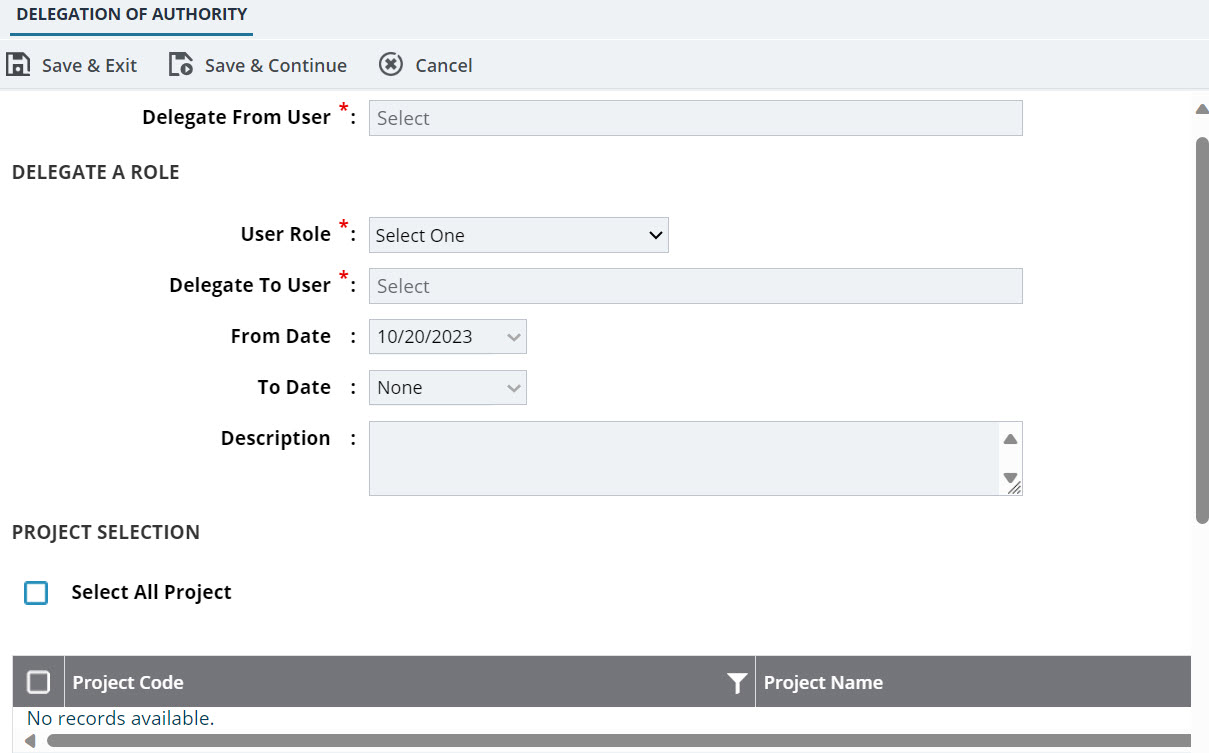 DELEGATION OF AUTHORITY
Save & Exit Save & Continue Cancel
Delegate From User * : Select
DELEGATE A ROLE
User Role * : Select One
Delegate To User * : Select
From Date : 10/20/2023
To Date : None
Description :
PROJECT SELECTION
Select All Project
Project Code Project Name
No records available.